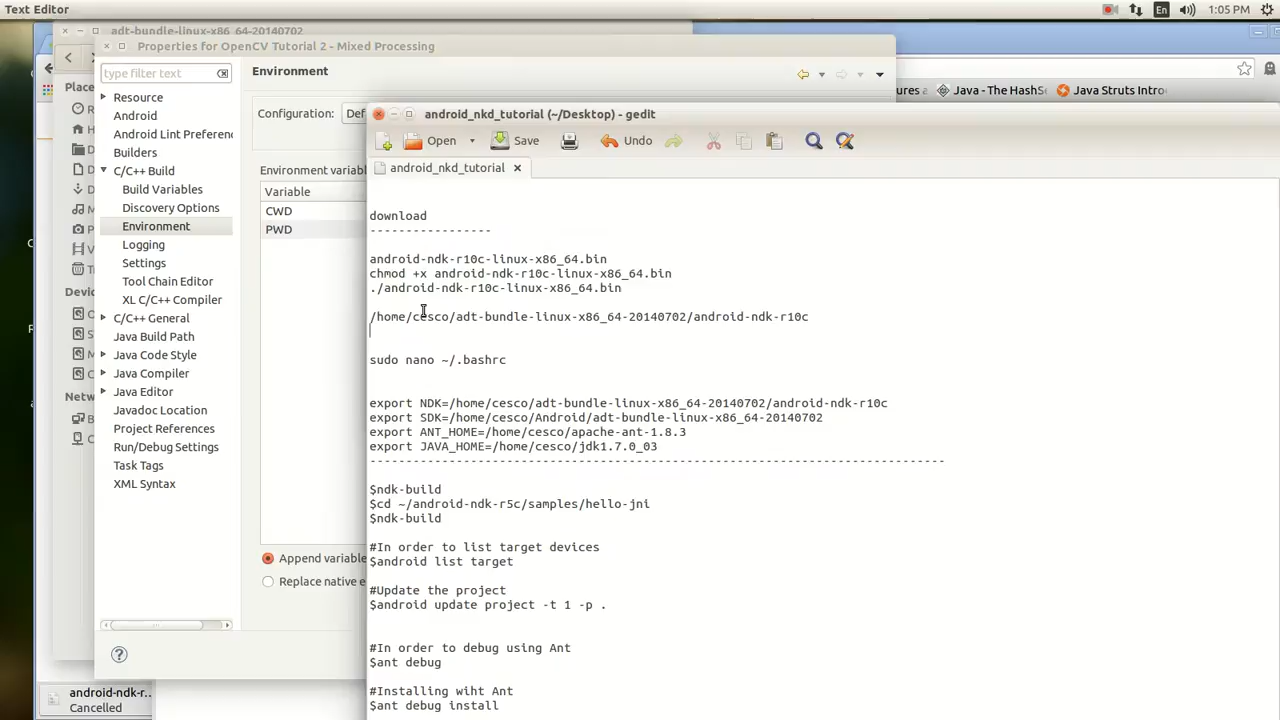 Text Editor
En
1:05 PM
adt-bundle-linux-x86_64-20140702
Properties for OpenCV Tutorial 2 - Mixed Processing
type filter text
Environment
Resource
Android
Android Lint Preferenc
Builders
C/C++ Build
Build Variables
Discovery Options
Environment
Logging
Settings
Tool Chain Editor
XL C/C++ Compiler
C/C++ General
Java Build Path
Java Code Style
Java Compiler
Java Editor
Javadoc Location
Project References
Run/Debug Settings
Task Tags
XML Syntax
Configuration: Def
Environment variab
Variable
CWD
PWD
Append variable
Replace native e
Place
Devic
Netw
ures a
Java - The HashSe
Java Struts Intro
android_nkd_tutorial (~/Desktop) - gedit
Open
Save
Undo
android_nkd_tutorial
download
-----------------
android-ndk-r10c-linux-x86_64.bin
chmod +x android-ndk-r10c-linux-x86_64.bin
./android-ndk-r10c-linux-x86_64.bin
/home/cesco/adt-bundle-linux-x86_64-20140702/android-ndk-r10c
sudo nano ~/.bashrc
export NDK=/home/cesco/adt-bundle-linux-x86_64-20140702/android-ndk-r10c
export SDK=/home/cesco/Android/adt-bundle-linux-x86_64-20140702
export ANT_HOME=/home/cesco/apache-ant-1.8.3
export JAVA_HOME=/home/cesco/jdk1.7.0_03
--------------------------------------------------------------------------------
$ndk-build
$cd ~/android-ndk-r5c/samples/hello-jni
$ndk-build
#In order to list target devices
$android list target
#Update the project
$android update project -t 1 -p .
#In order to debug using Ant
$ant debug
#Installing wiht Ant
$ant debug install
android-ndk-r...
Cancelled